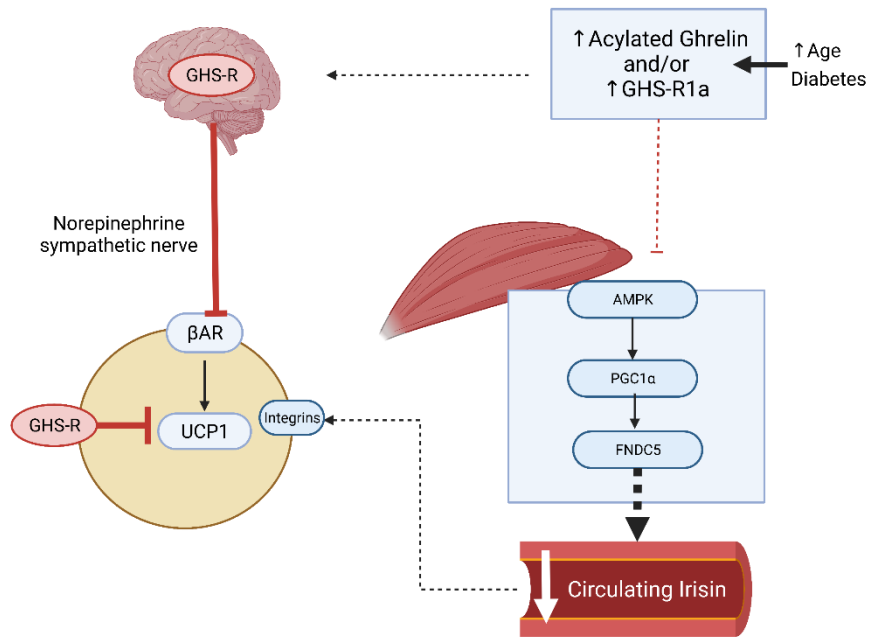 GHS-R
↑Acylated Ghrelin
and/or
↑GHS-R1a
↑Age
Diabetes
Norepinephrine
sympathetic nerve
AMPK
βAR
PGC1α
Integrins
GHS-R
UCP1
FNDC5
Circulating Irisin